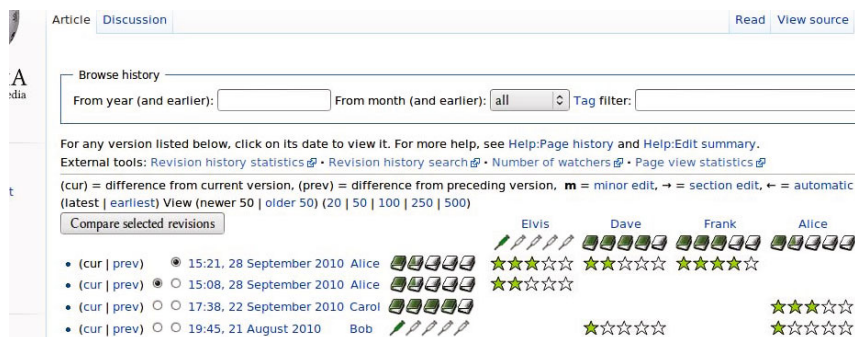 Article Discussion Read View source
A
edia
Browse history
From year (and earlier): From month (and earlier): all Tag filter:
For any version listed below, click on its date to view it. For more help, see Help:Page history and Help:Edit summary.
External tools: Revision history statistics · Revision history search · Number of watchers · Page view statistics
t
(cur) = difference from current version, (prev) = difference from preceding version, m = minor edit, → = section edit, ← = automatic
(latest | earliest) View (newer 50 | older 50) (20 | 50 | 100 | 250 | 500)
Compare selected revisions
Elvis Dave Frank Alice
• (cur | prev) 15:21, 28 September 2010 Alice
• (cur | prev) 15:08, 28 September 2010 Alice
• (cur | prev) 17:38, 22 September 2010 Carol
• (cur | prev) 19:45, 21 August 2010 Bob